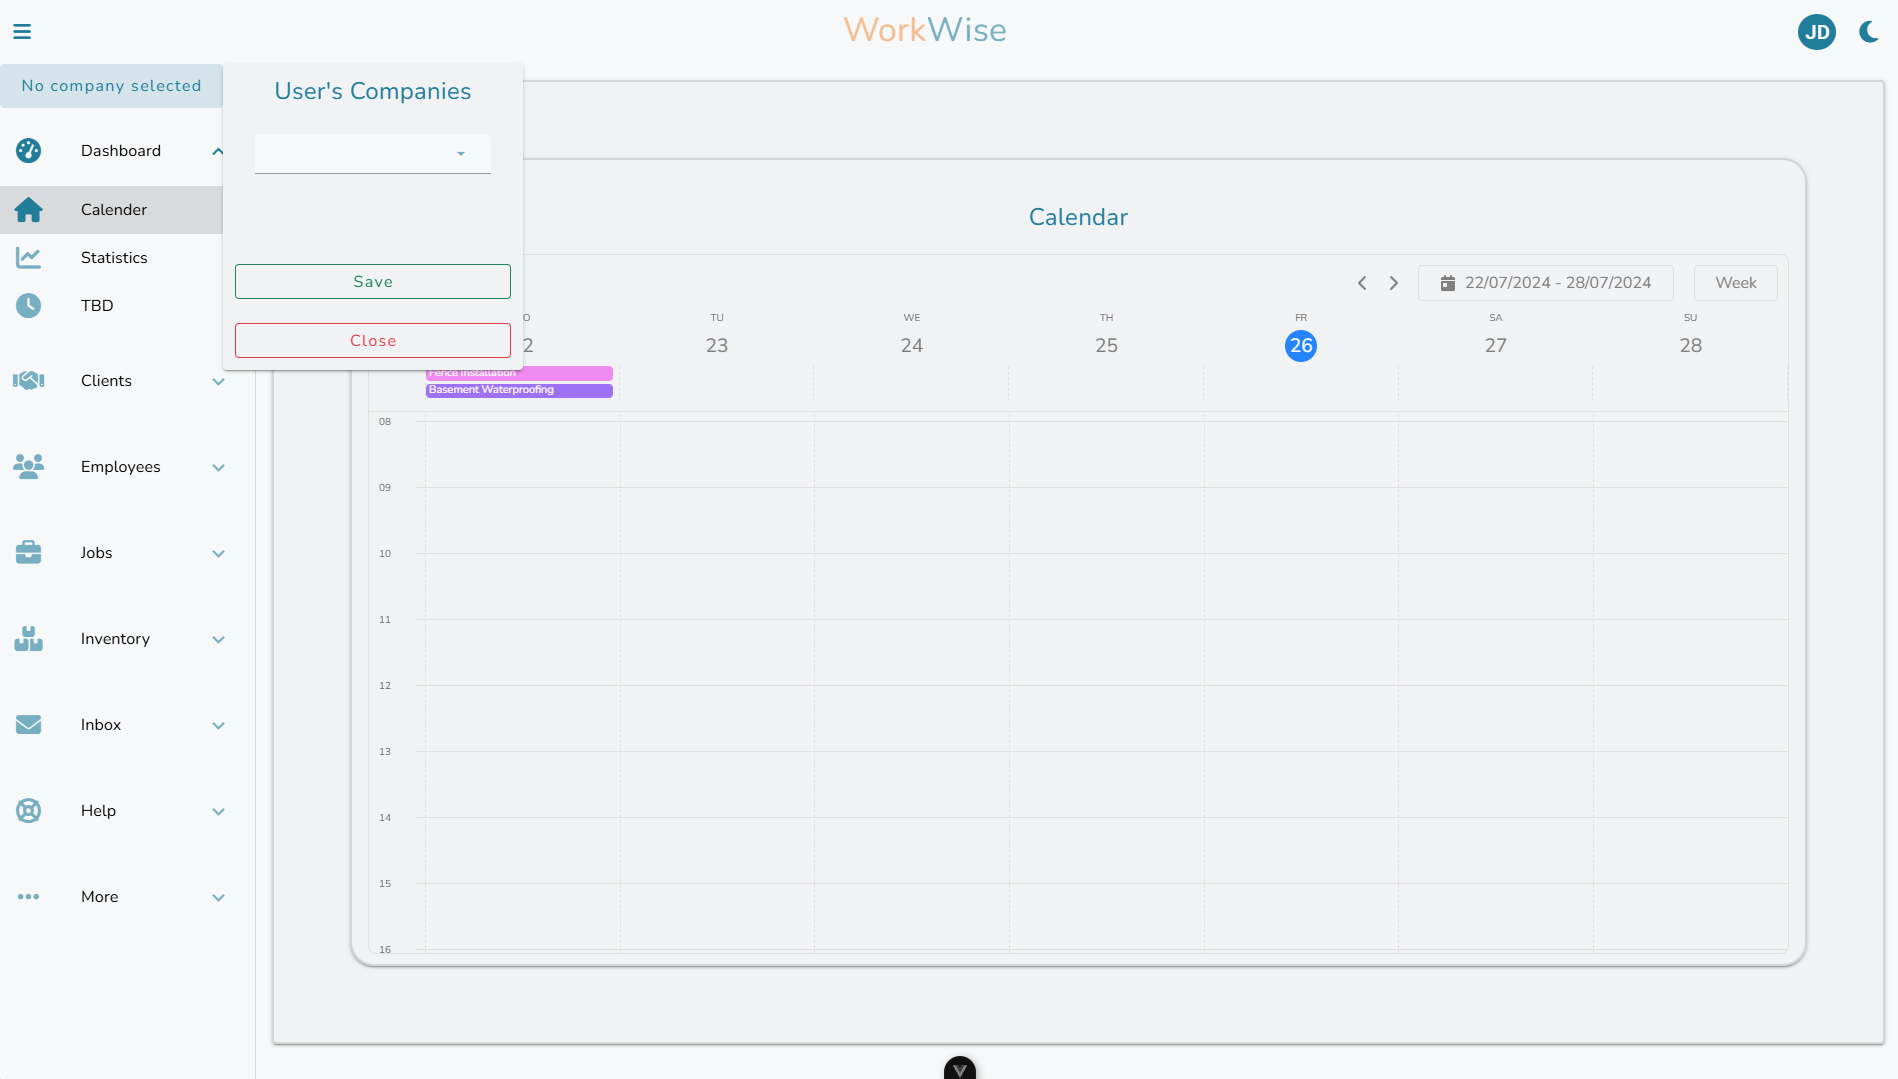 WorkWise
JD
No company selected
User's Companies
Dashboard
Calender
Statistics
TBD
Clients
Employees
Jobs
Inventory
Inbox
Help
More
Save
Close
Calendar
22/07/2024 - 28/07/2024
Week
O TU WE TH FR SA SU
2 23 24 25 26 27 28
Fence Installation
Basement Waterproofing
08
09
10
11
12
13
14
15
16